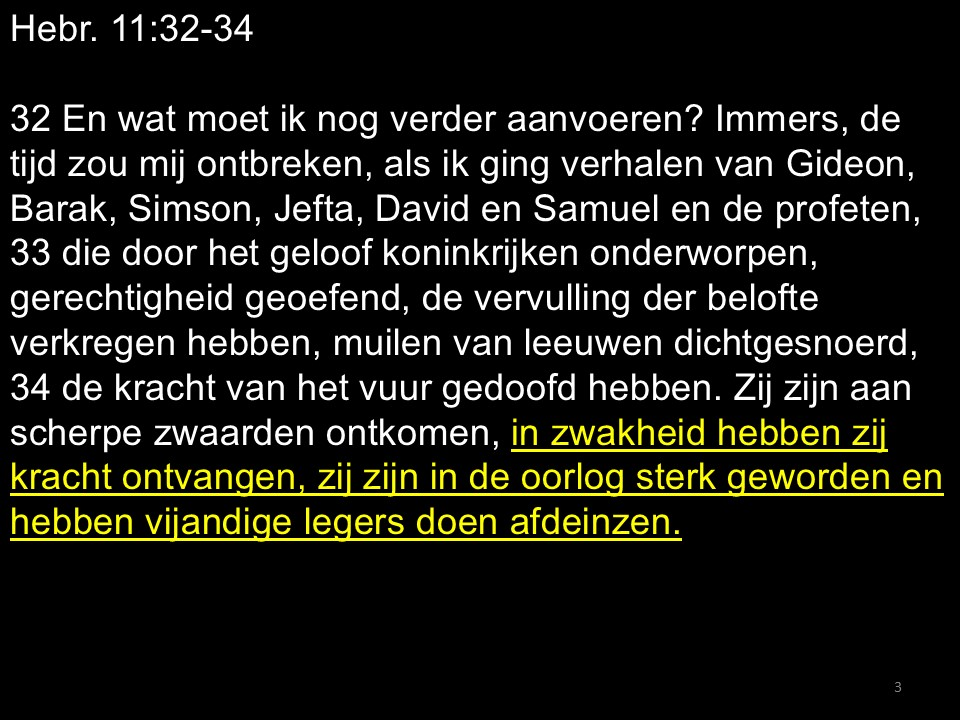 Hebr. 11:32-34
32 En wat moet ik nog verder aanvoeren? Immers, de
tijd zou mij ontbreken, als ik ging verhalen van Gideon,
Barak, Simson, Jefta, David en Samuel en de profeten,
33 die door het geloof koninkrijken onderworpen,
gerechtigheid geoefend, de vervulling der belofte
verkregen hebben, muilen van leeuwen dichtgesnoerd,
34 de kracht van het vuur gedoofd hebben. Zij zijn aan
scherpe zwaarden ontkomen, in zwakheid hebben zij
kracht ontvangen, zij zijn in de oorlog sterk geworden en
hebben vijandige legers doen afdeinzen.
3